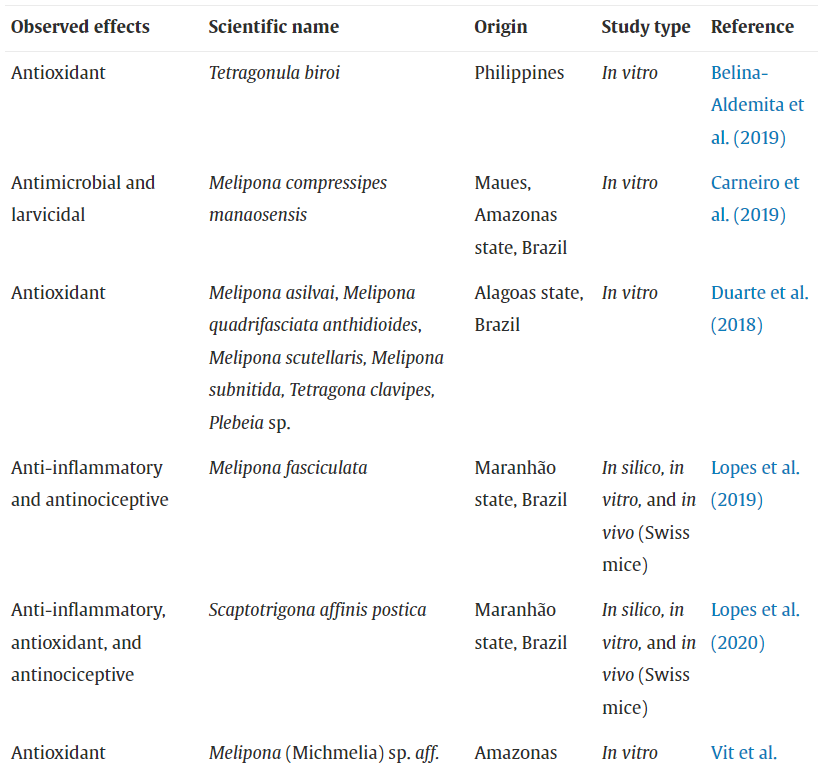 Observed effects Scientific name Origin Study type Reference
Antioxidant Tetragonula biroi Philippines In vitro Belina-
Aldemita et
al. (2019)
Antimicrobial and Melipona compressipes Maues, In vitro Carneiro et
larvicidal manaosensis Amazonas al. (2019)
state, Brazil
Antioxidant Melipona asilvai, Melipona Alagoas state, In vitro Duarte et al.
quadrifasciata anthidioides, Brazil (2018)
Melipona scutellaris, Melipona
subnitida, Tetragona clavipes,
Plebeia sp.
Anti-inflammatory Melipona fasciculata Maranhão In silico, in Lopes et al.
and antinociceptive state, Brazil vitro, and in (2019)
vivo (Swiss
mice)
Anti-inflammatory, Scaptotrigona affinis postica Maranhão In silico, in Lopes et al.
antioxidant, and state, Brazil vitro, and in (2020)
antinociceptive vivo (Swiss
mice)
Antioxidant Melipona (Michmelia) sp. aff. Amazonas In vitro Vit et al.